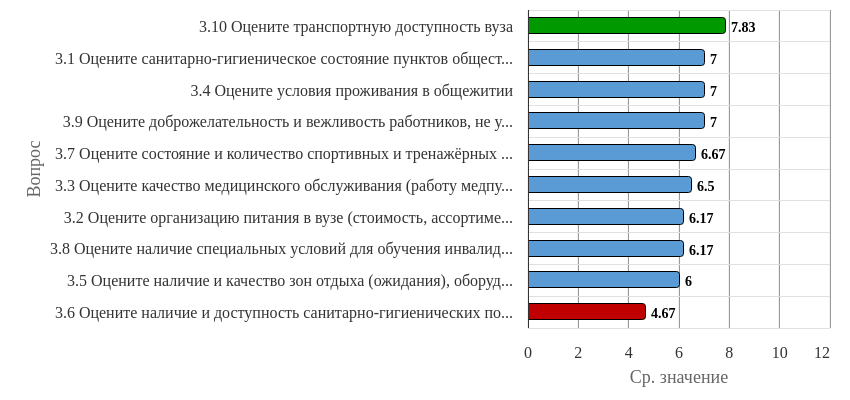 3.10 Оцените транспортную доступность вуза 7.83
3.1 Оцените санитарно-гигиеническое состояние пунктов общест... 7
3.4 Оцените условия проживания в общежитии 7
3.9 Оцените доброжелательность и вежливость работников, не у... 7
3.7 Оцените состояние и количество спортивных и тренажёрных ... 6.67
3.3 Оцените качество медицинского обслуживания (работу медпу... 6.5
3.2 Оцените организацию питания в вузе (стоимость, ассортиме... 6.17
3.8 Оцените наличие специальных условий для обучения инвалид... 6.17
3.5 Оцените наличие и качество зон отдыха (ожидания), оборуд... 6
3.6 Оцените наличие и доступность санитарно-гигиенических по... 4.67
Вопрос
0 2 4 6 8 10 12
Ср. значение